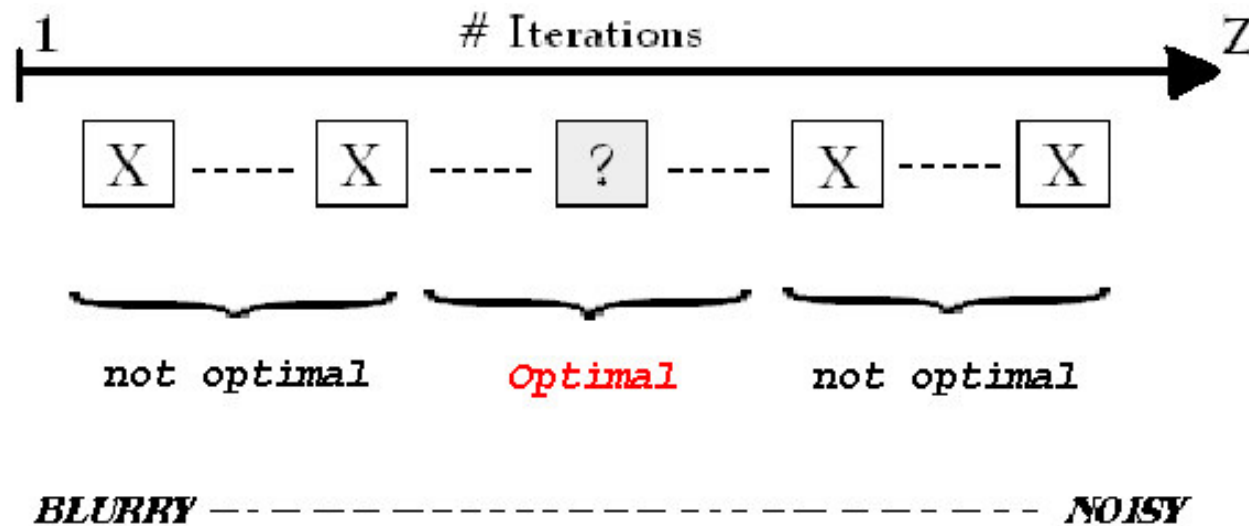 1 # Iterations Z
X ----- X ----- ? ----- X ----- X
not optimal Optimal not optimal
BLURRY NOISY